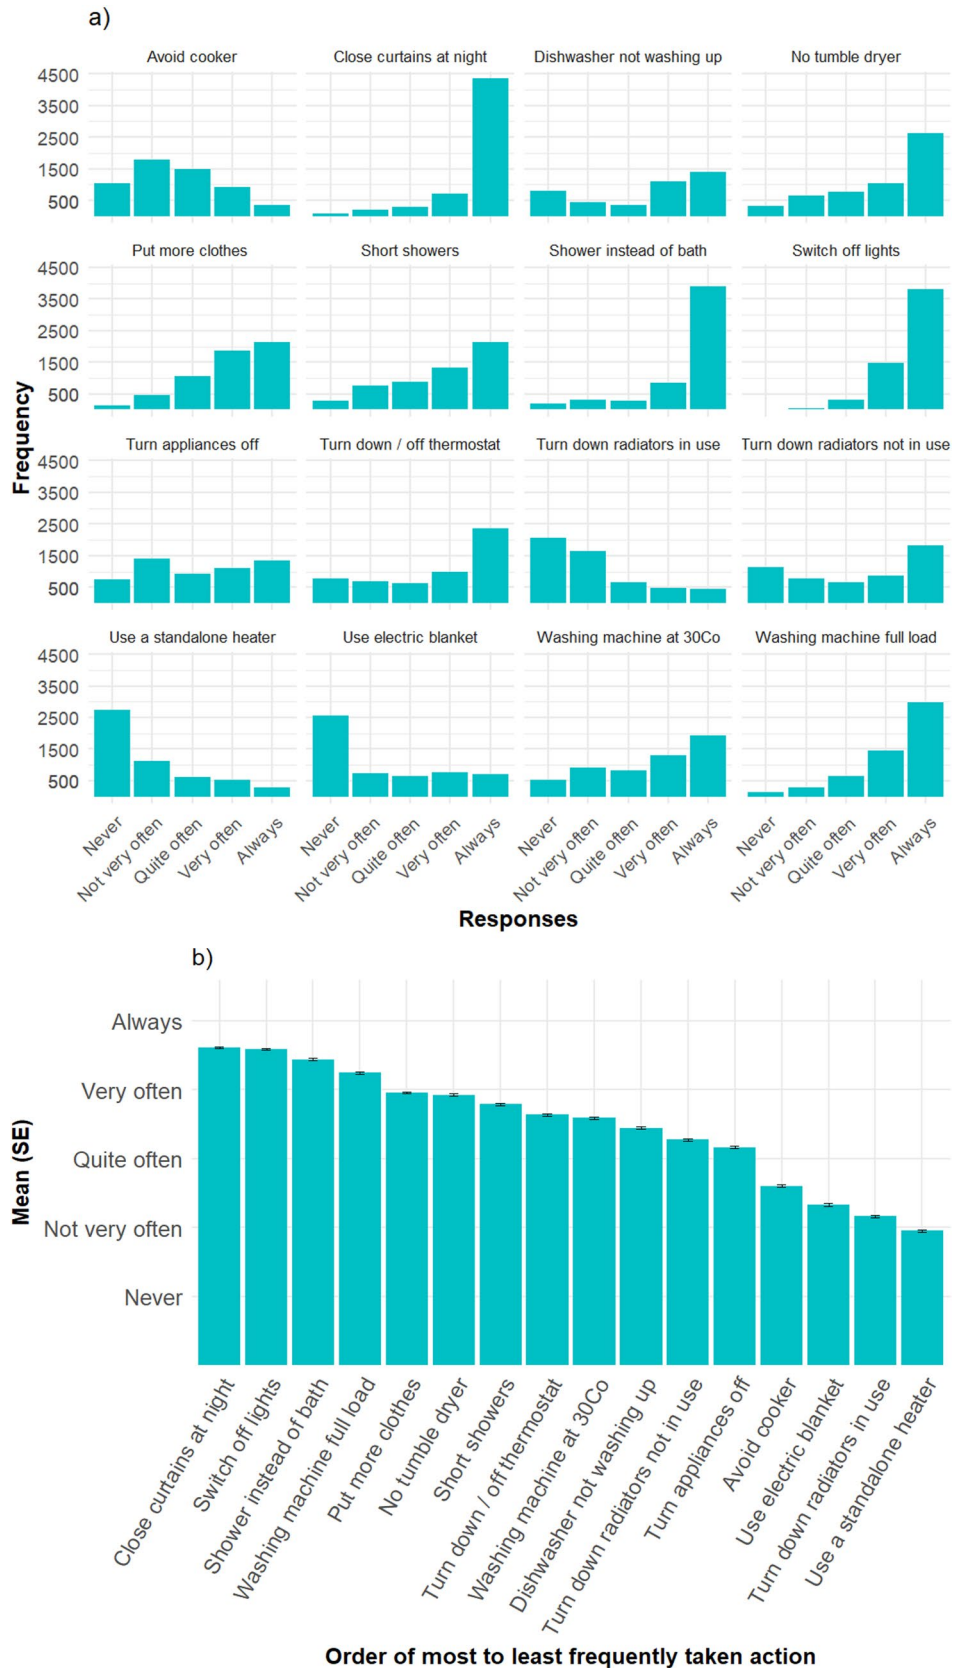 a)
Avoid cooker
Close curtains at night
Dishwasher not washing up
No tumble dryer
4500
3500
2500
1500
500
Put more clothes
Short showers
Shower instead of bath
Switch off lights
4500
3500
2500
1500
500
Frequency
Turn appliances off
Turn down / off thermostat
Turn down radiators in use
Turn down radiators not in use
4500
3500
2500
1500
500
Use a standalone heater
Use electric blanket
Washing machine at 30Co
Washing machine full load
4500
3500
2500
1500
500
Never
Not very often
Quite often
Very often
Always
Never
Not very often
Quite often
Very often
Always
Never
Not very often
Quite often
Very often
Always
Never
Not very often
Quite often
Very often
Always
Responses
b)
Always
Very often
Quite often
Not very often
Never
Mean (SE)
Close curtains at night
Switch off lights
Shower instead of bath
Washing machine full load
Put more clothes
No tumble dryer
Short showers
Turn down / off thermostat
Washing machine at 30Co
Dishwasher not washing up
Turn down radiators not in use
Turn appliances off
Avoid cooker
Use electric blanket
Turn down radiators in use
Use a standalone heater
Order of most to least frequently taken action